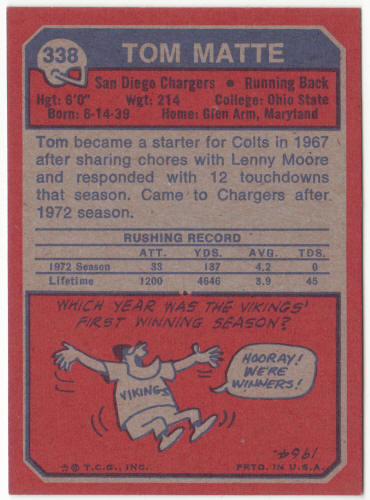 338
TOM MATTE
San Diego Chargers • Running Back
Hgt: 6'0" Wgt: 214 College: Ohio State
Born: 6-14-39 Home: Glen Arm, Maryland
Tom became a starter for Colts in 1967
after sharing chores with Lenny Moore
and responded with 12 touchdowns
that season. Came to Chargers after
1972 season.
RUSHING RECORD
ATT. YDS. AVG. TDS.
1972 Season 33 137 4.2 0
Lifetime 1200 4646 3.9 45
WHICH YEAR WAS THE VIKINGS'
FIRST WINNING SEASON?
HOORAY!
WE'RE
WINNERS!
VIKINGS
1964.
☆ © T.C.G., INC. PRTD. IN U.S.A.